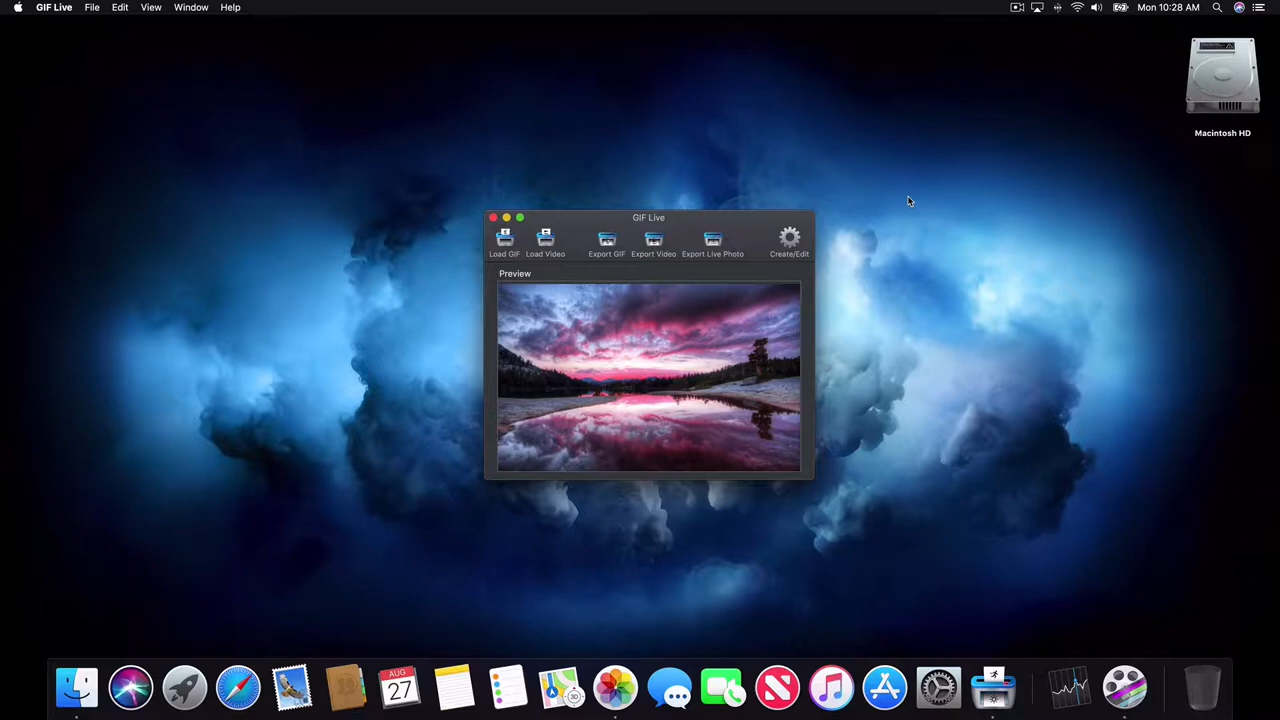 GIF Live File Edit View Window Help Mon 10:28 AM
Macintosh HD
GIF Live
Load GIF Load Video Export GIF Export Video Export Live Photo Create/Edit
Preview
AUG
27
3D